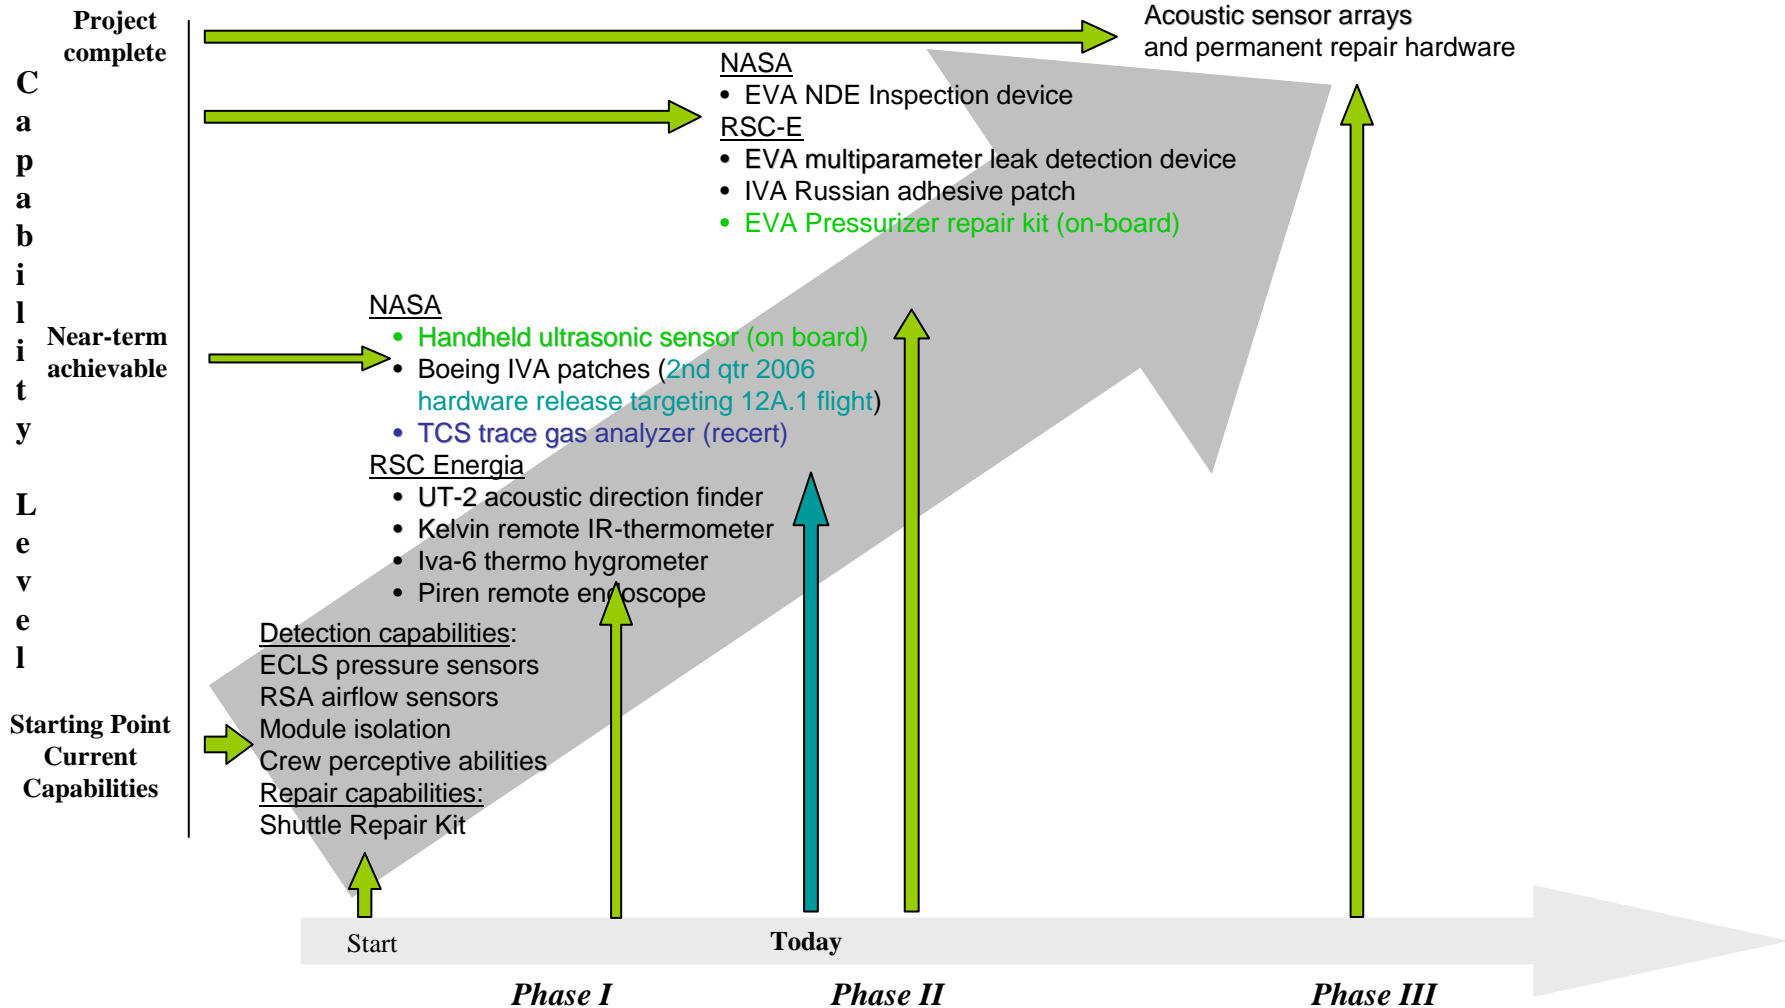 Project
complete
Acoustic sensor arrays
and permanent repair hardware
Capability Level
NASA
• EVA NDE Inspection device
RSC-E
• EVA multiparameter leak detection device
• IVA Russian adhesive patch
• EVA Pressurizer repair kit (on-board)
Near-term
achievable
NASA
• Handheld ultrasonic sensor (on board)
• Boeing IVA patches (2nd qtr 2006
hardware release targeting 12A.1 flight)
• TCS trace gas analyzer (recert)
RSC Energia
• UT-2 acoustic direction finder
• Kelvin remote IR-thermometer
• Iva-6 thermo hygrometer
• Piren remote endoscope
Starting Point
Current
Capabilities
Detection capabilities:
ECLS pressure sensors
RSA airflow sensors
Module isolation
Crew perceptive abilities
Repair capabilities:
Shuttle Repair Kit
Start
Today
Phase I
Phase II
Phase III